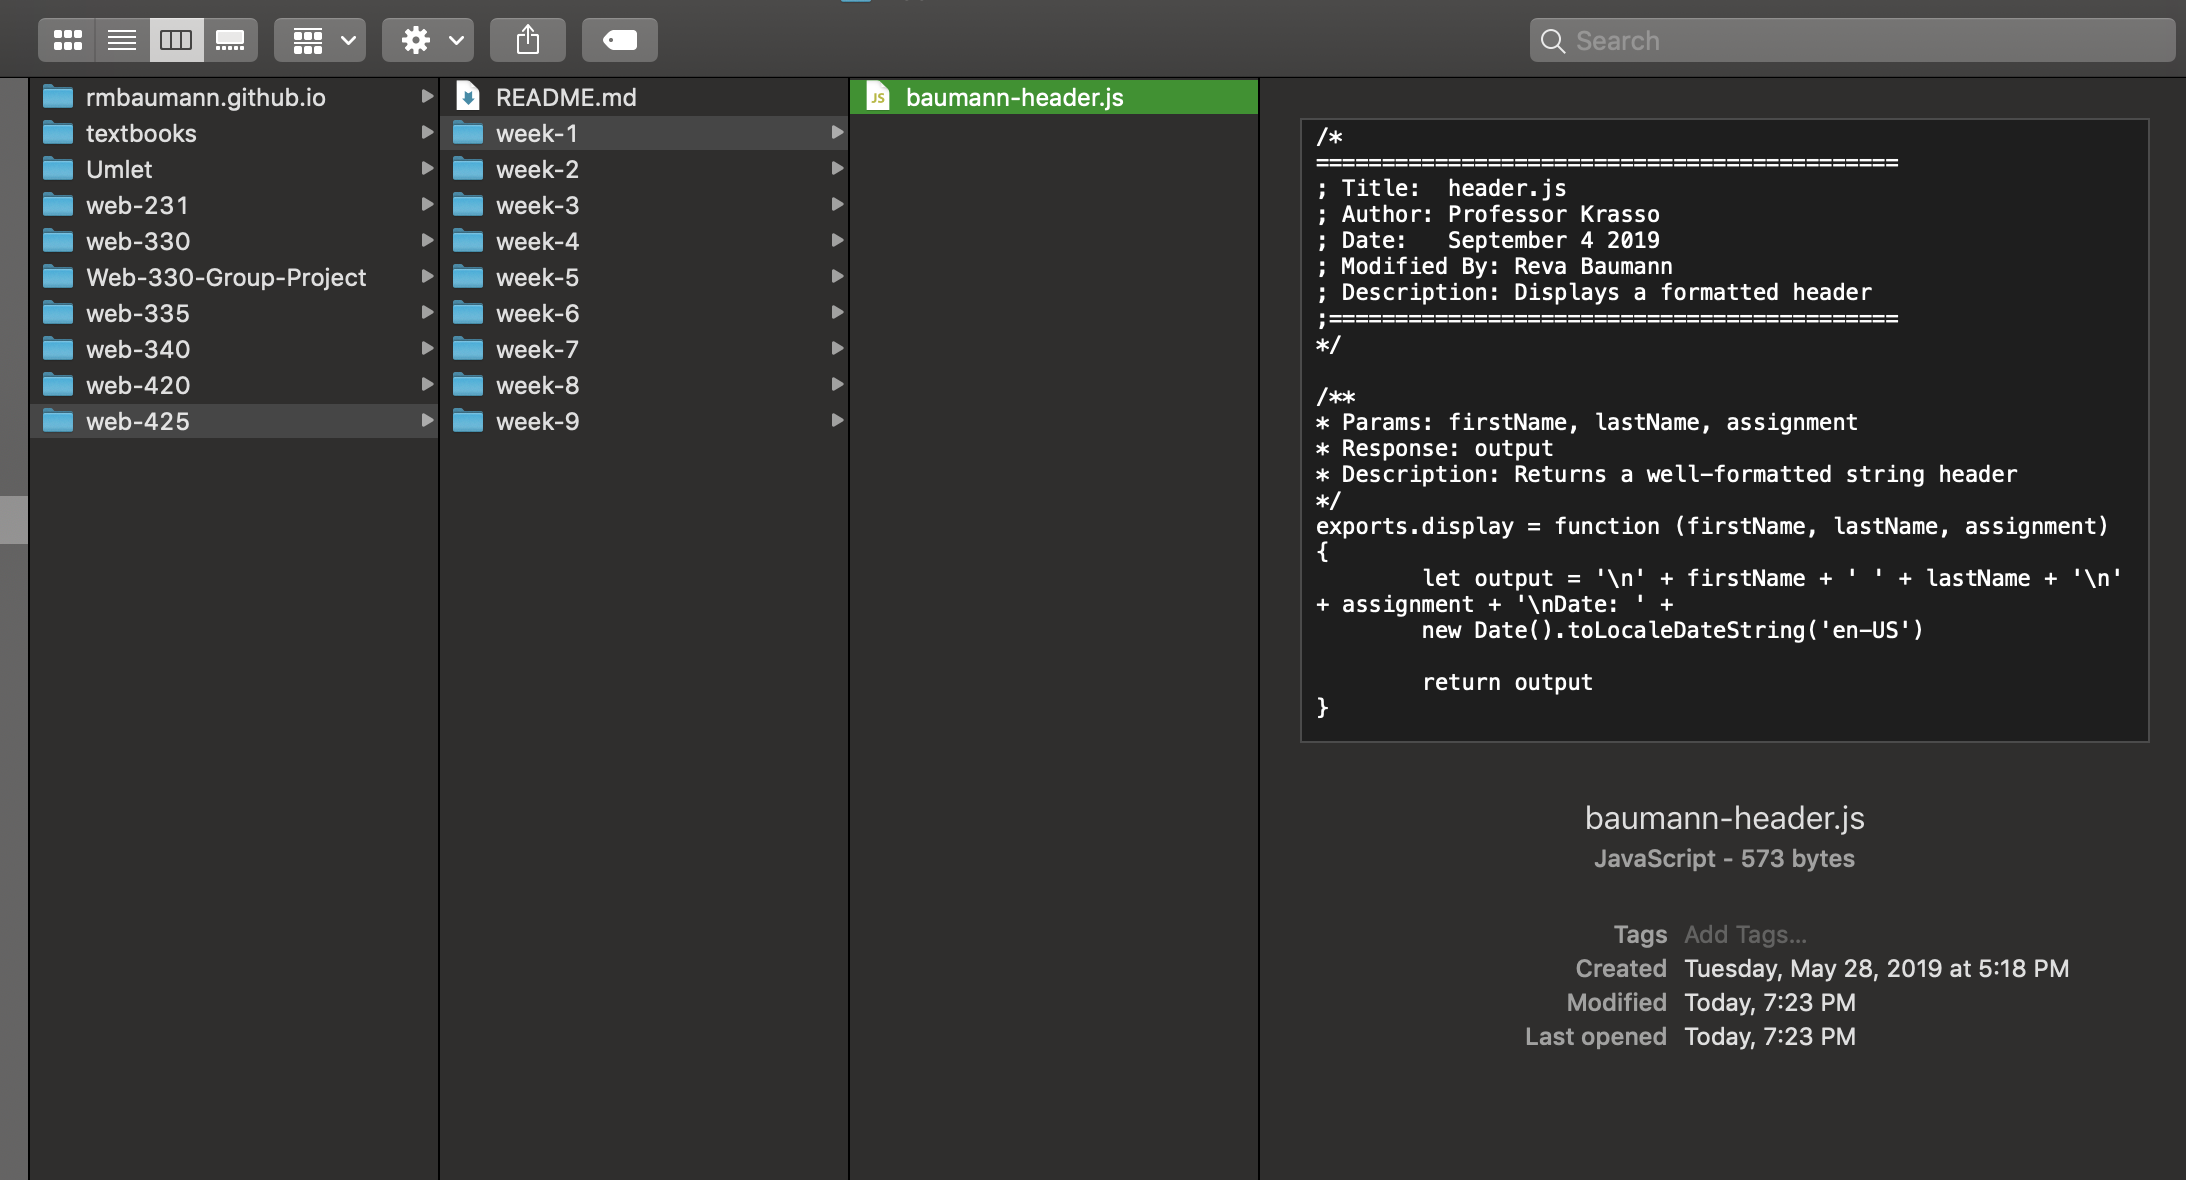 Search
rmbaumann.github.io
textbooks
Umlet
web-231
web-330
Web-330-Group-Project
web-335
web-340
web-420
web-425
README.md
week-1
week-2
week-3
week-4
week-5
week-6
week-7
week-8
week-9
JS baumann-header.js
/*
============================================
; Title:  header.js
; Author: Professor Krasso
; Date:   September 4 2019
; Modified By: Reva Baumann
; Description: Displays a formatted header
;===========================================
*/
/**
* Params: firstName, lastName, assignment
* Response: output
* Description: Returns a well-formatted string header
*/
exports.display = function (firstName, lastName, assignment)
{
        let output = '\n' + firstName + ' ' + lastName + '\n'
+ assignment + '\nDate: ' +
        new Date().toLocaleDateString('en-US')
        return output
}
baumann-header.js
JavaScript - 573 bytes
Tags Add Tags...
Created Tuesday, May 28, 2019 at 5:18 PM
Modified Today, 7:23 PM
Last opened Today, 7:23 PM